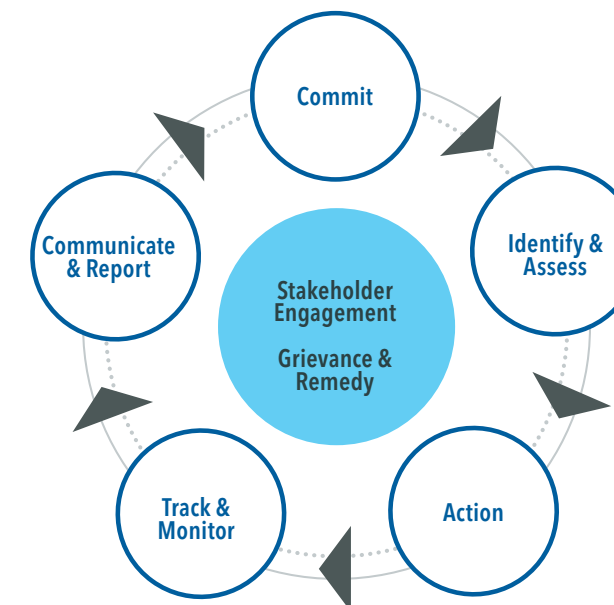 Commit
Identify &
Assess
Action
Track &
Monitor
Communicate
& Report
Stakeholder
Engagement
Grievance &
Remedy